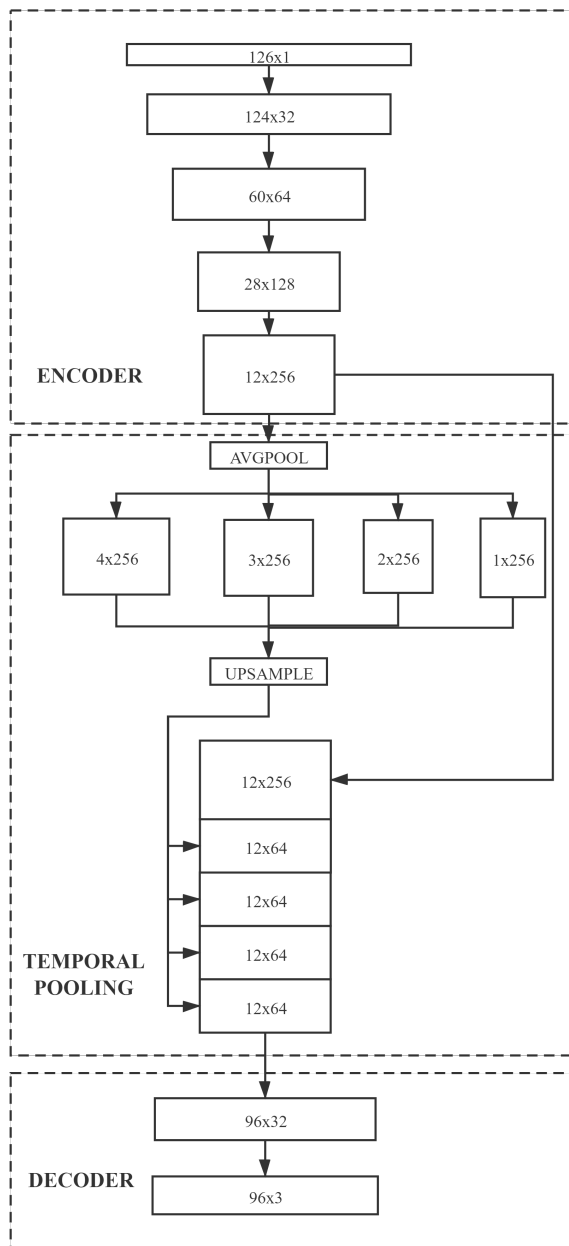 126x1
124x32
60x64
28x128
12x256
ENCODER
AVGPOOL
4x256
3x256
2x256
1x256
UPSAMPLE
12x256
12x64
12x64
12x64
12x64
TEMPORAL
POOLING
96x32
96x3
DECODER